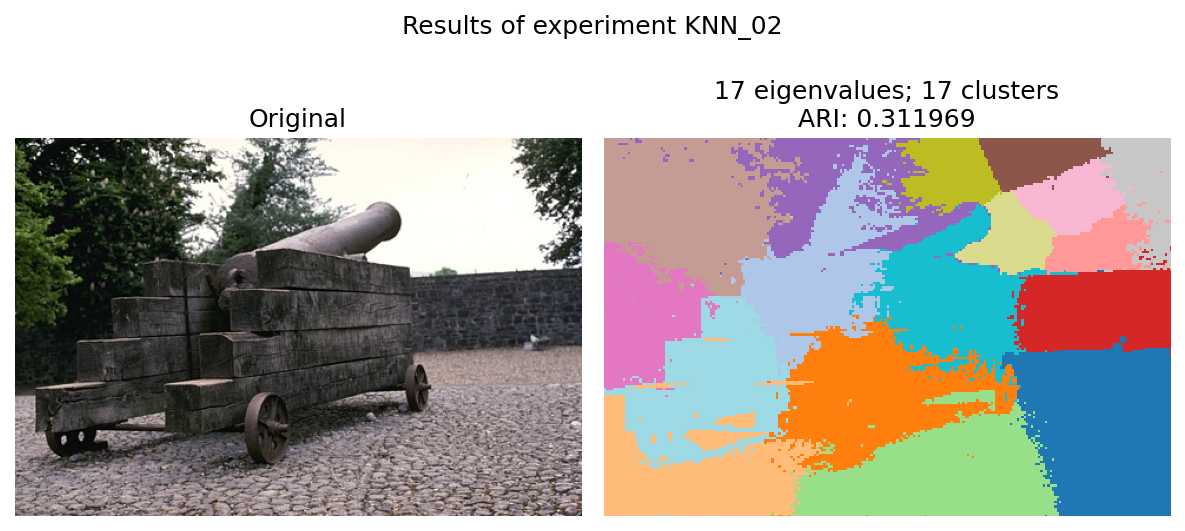 Results of experiment KNN_02
Original
17 eigenvalues; 17 clusters
ARI: 0.311969